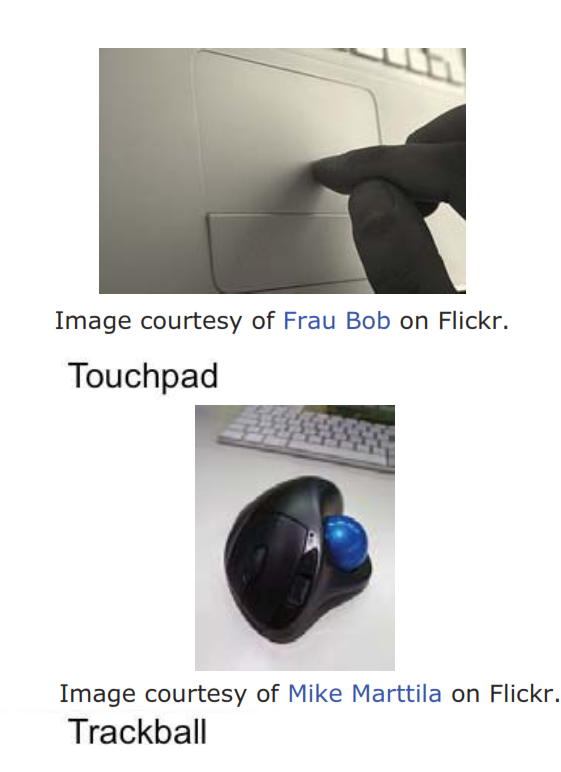 Image courtesy of Frau Bob on Flickr.
Touchpad
Image courtesy of Mike Marttila on Flickr.
Trackball